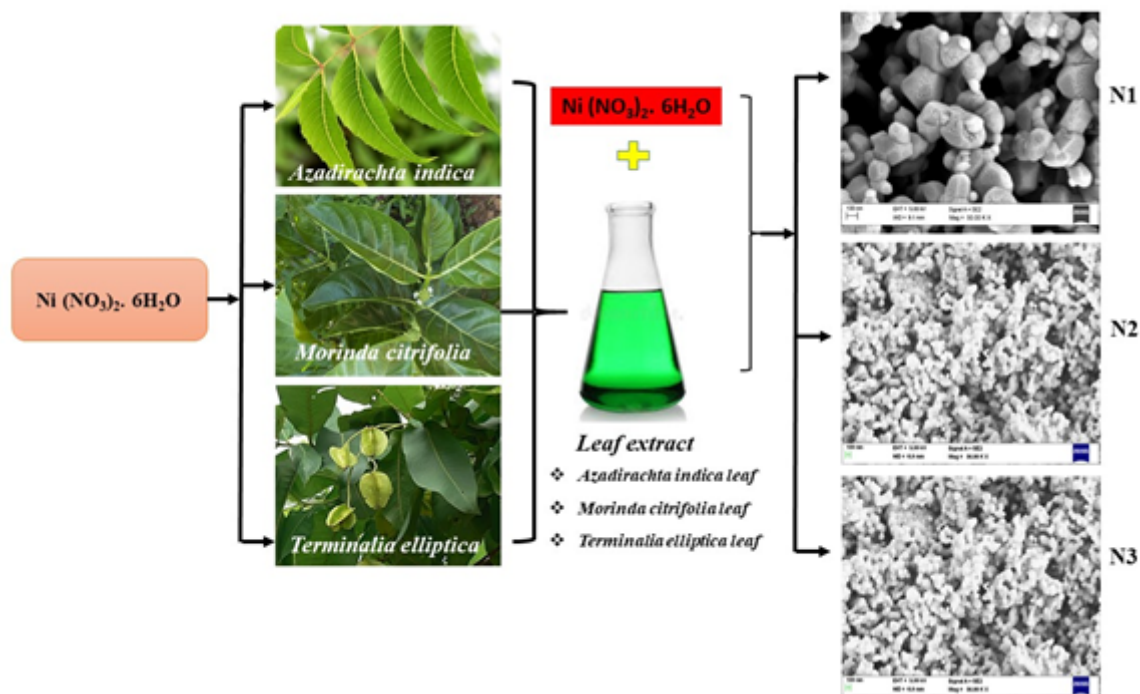 Ni (NO₃)₂. 6H₂O
Azadirachta indica
Morinda citrifolia
Terminalia elliptica
Ni (NO₃)₂. 6H₂O
Leaf extract
❖ Azadirachta indica leaf
❖ Morinda citrifolia leaf
❖ Terminalia elliptica leaf
N1
N2
N3